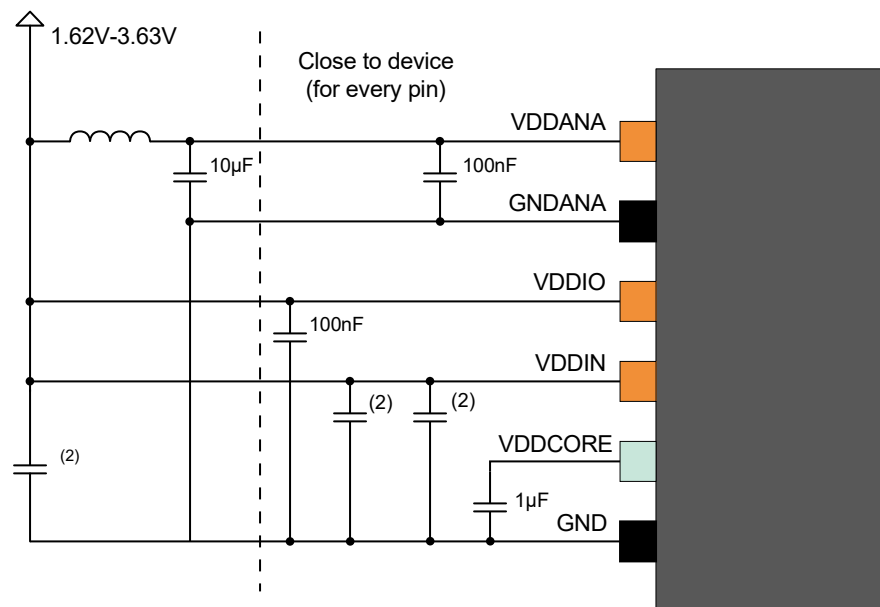 1.62V-3.63V
Close to device
(for every pin)
VDDANA
10µF
100nF
GNDANA
VDDIO
100nF
VDDIN
(2)
(2)
VDDCORE
(2)
1µF
GND